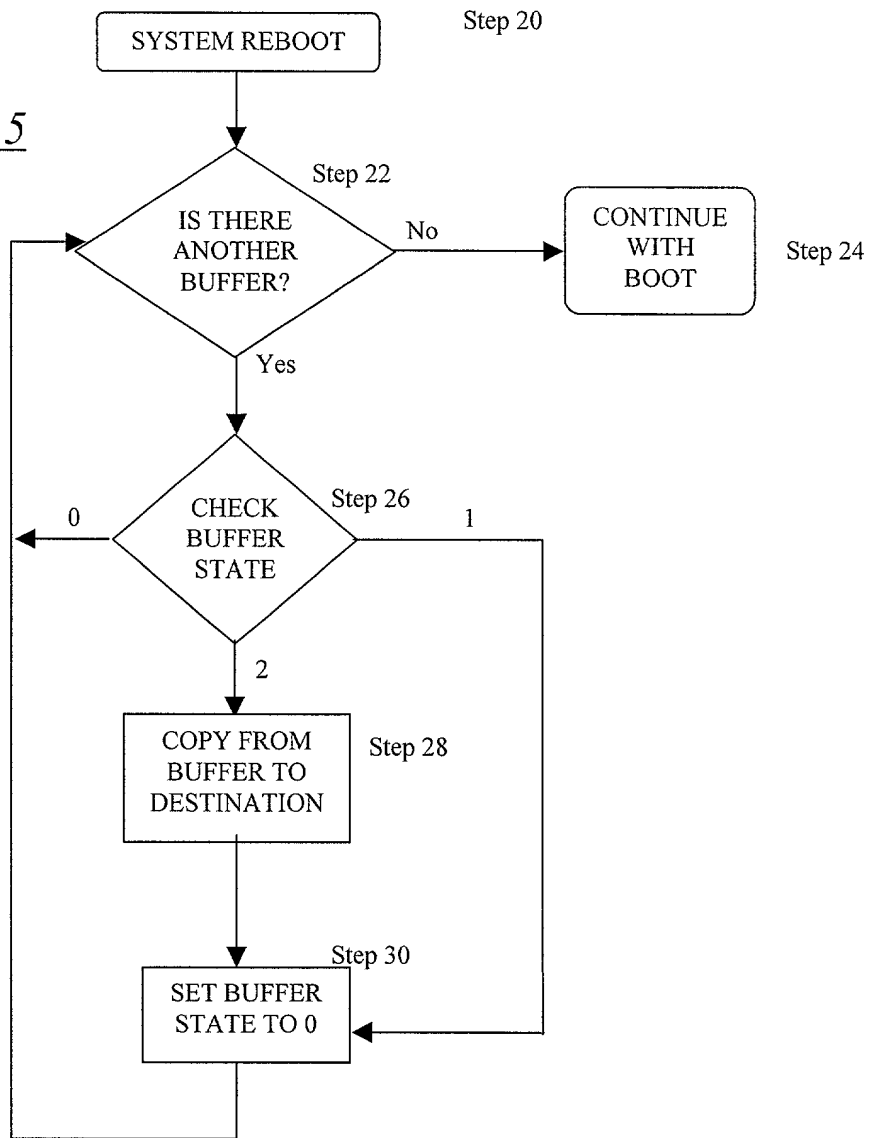 Step 20
SYSTEM REBOOT
5
Step 22
IS THERE
ANOTHER
BUFFER?
No
CONTINUE
WITH
BOOT
Step 24
Yes
Step 26
CHECK
BUFFER
STATE
0
1
2
COPY FROM
BUFFER TO
DESTINATION
Step 28
Step 30
SET BUFFER
STATE TO 0